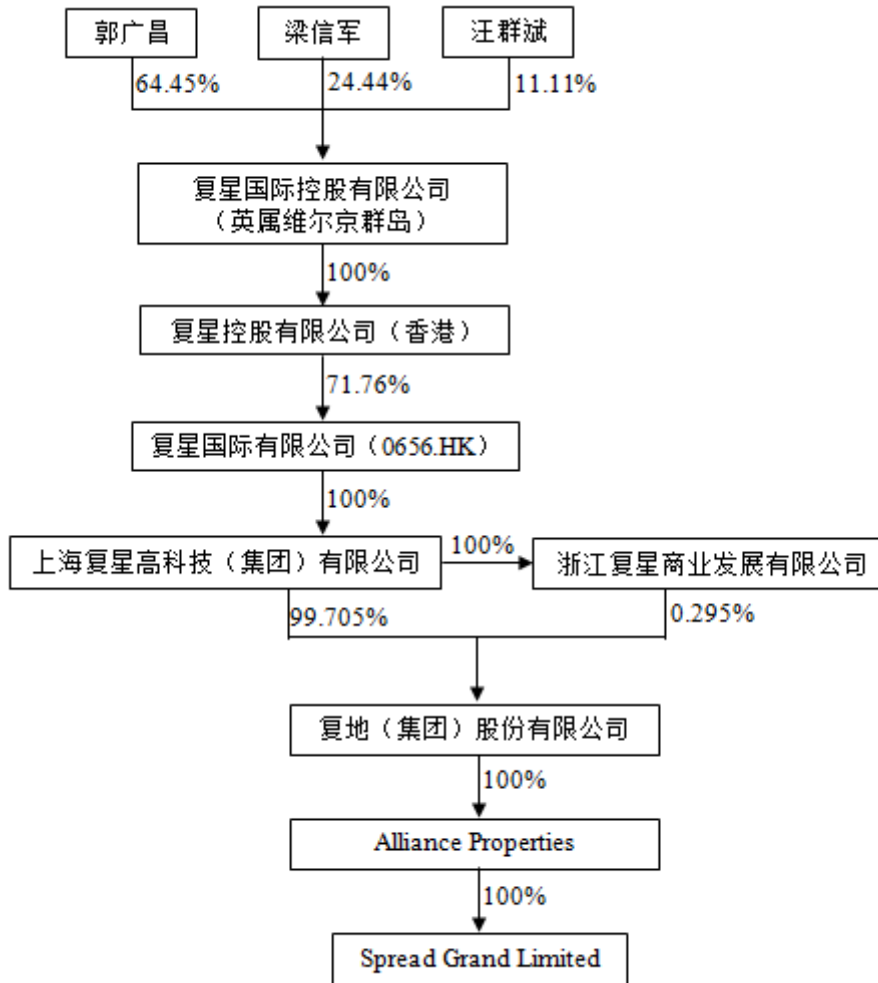 郭广昌
梁信军
汪群斌
64.45%
24.44%
11.11%
复星国际控股有限公司
（英属维尔京群岛）
100%
复星控股有限公司（香港）
71.76%
复星国际有限公司（0656.HK）
100%
上海复星高科技（集团）有限公司
100%
浙江复星商业发展有限公司
99.705%
0.295%
复地（集团）股份有限公司
100%
Alliance Properties
100%
Spread Grand Limited